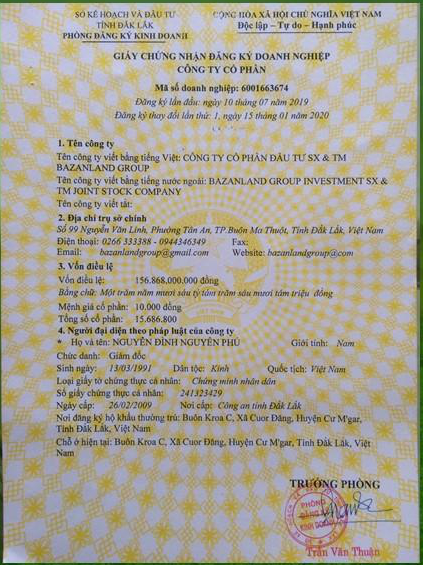 SỞ KẾ HOẠCH VÀ ĐẦU TƯ
TỈNH ĐẮK LẮK
PHÒNG ĐĂNG KÝ KINH DOANH
CỘNG HÒA XÃ HỘI CHỦ NGHĨA VIỆT NAM
Độc lập - Tự do - Hạnh phúc
GIẤY CHỨNG NHẬN ĐĂNG KÝ DOANH NGHIỆP
CÔNG TY CỔ PHẦN
Mã số doanh nghiệp: 6001663674
Đăng ký lần đầu: ngày 10 tháng 07 năm 2019
Đăng ký thay đổi lần thứ: 1, ngày 15 tháng 01 năm 2020
1. Tên công ty
Tên công ty viết bằng tiếng Việt: CÔNG TY CỔ PHẦN ĐẦU TƯ SX & TM
BAZANLAND GROUP
Tên công ty viết bằng tiếng nước ngoài: BAZANLAND GROUP INVESTMENT SX &
TM JOINT STOCK COMPANY
Tên công ty viết tắt:
2. Địa chỉ trụ sở chính
Số 99 Nguyễn Văn Linh, Phường Tân An, TP.Buôn Ma Thuột, Tỉnh Đắk Lắk, Việt Nam
Điện thoại: 0266 333388 - 0944346349 Fax:
Email: bazanlandgroup@gmail.com Website: bazanlandgroup@.com
3. Vốn điều lệ
Vốn điều lệ: 156.868.000.000 đồng
Bằng chữ: Một trăm năm mươi sáu tỷ tám trăm sáu mươi tám triệu đồng
Mệnh giá cổ phần: 10.000 đồng
Tổng số cổ phần: 15.686.800
4. Người đại diện theo pháp luật của công ty
* Họ và tên: NGUYỄN ĐÌNH NGUYÊN PHÚ Giới tính: Nam
Chức danh: Giám đốc
Sinh ngày: 13/03/1991 Dân tộc: Kinh Quốc tịch: Việt Nam
Loại giấy tờ chứng thực cá nhân: Chứng minh nhân dân
Số giấy chứng thực cá nhân: 241323429
Ngày cấp: 26/02/2009 Nơi cấp: Công an tỉnh Đắk Lắk
Nơi đăng ký hộ khẩu thường trú: Buôn Kroa C, Xã Cuor Đăng, Huyện Cư M'gar,
Tỉnh Đắk Lắk, Việt Nam
Chỗ ở hiện tại: Buôn Kroa C, Xã Cuor Đăng, Huyện Cư M'gar, Tỉnh Đắk Lắk, Việt
Nam
TRƯỞNG PHÒNG
PHÒNG
ĐĂNG KÝ
KINH DOANH
Trần Văn Thuận